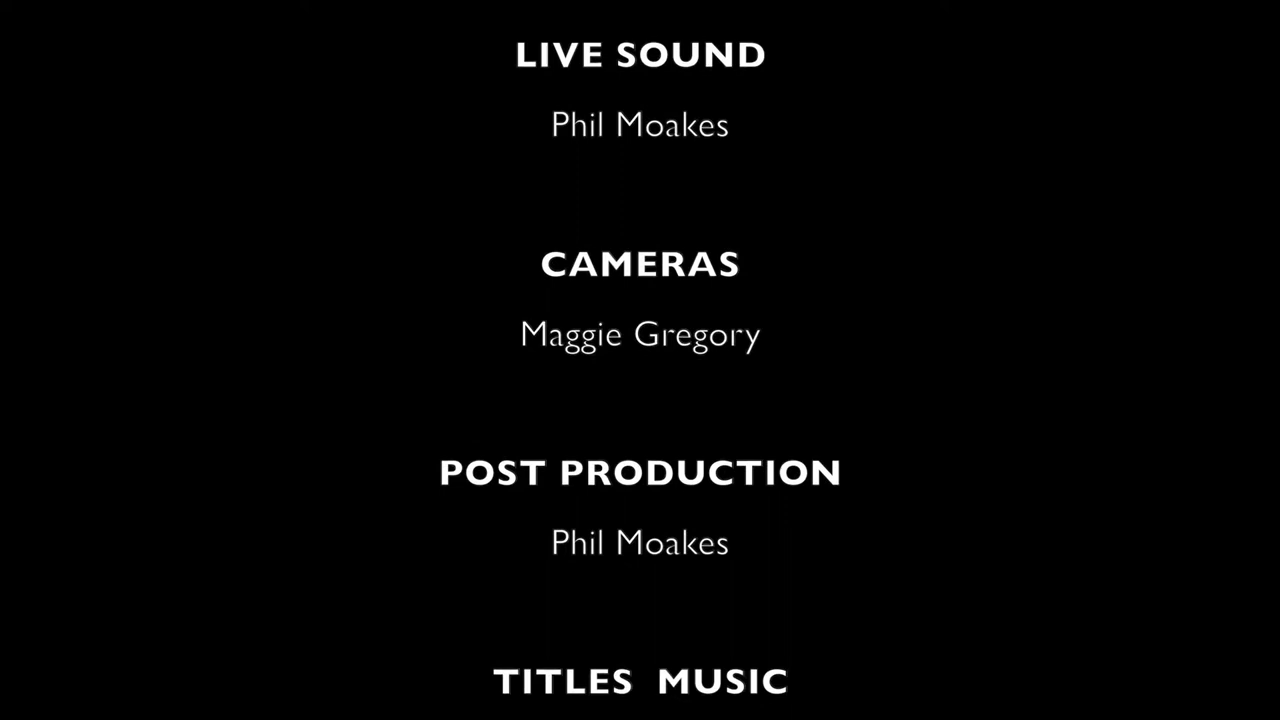 LIVE SOUND
Phil Moakes
CAMERAS
Maggie Gregory
POST PRODUCTION
Phil Moakes
TITLES MUSIC